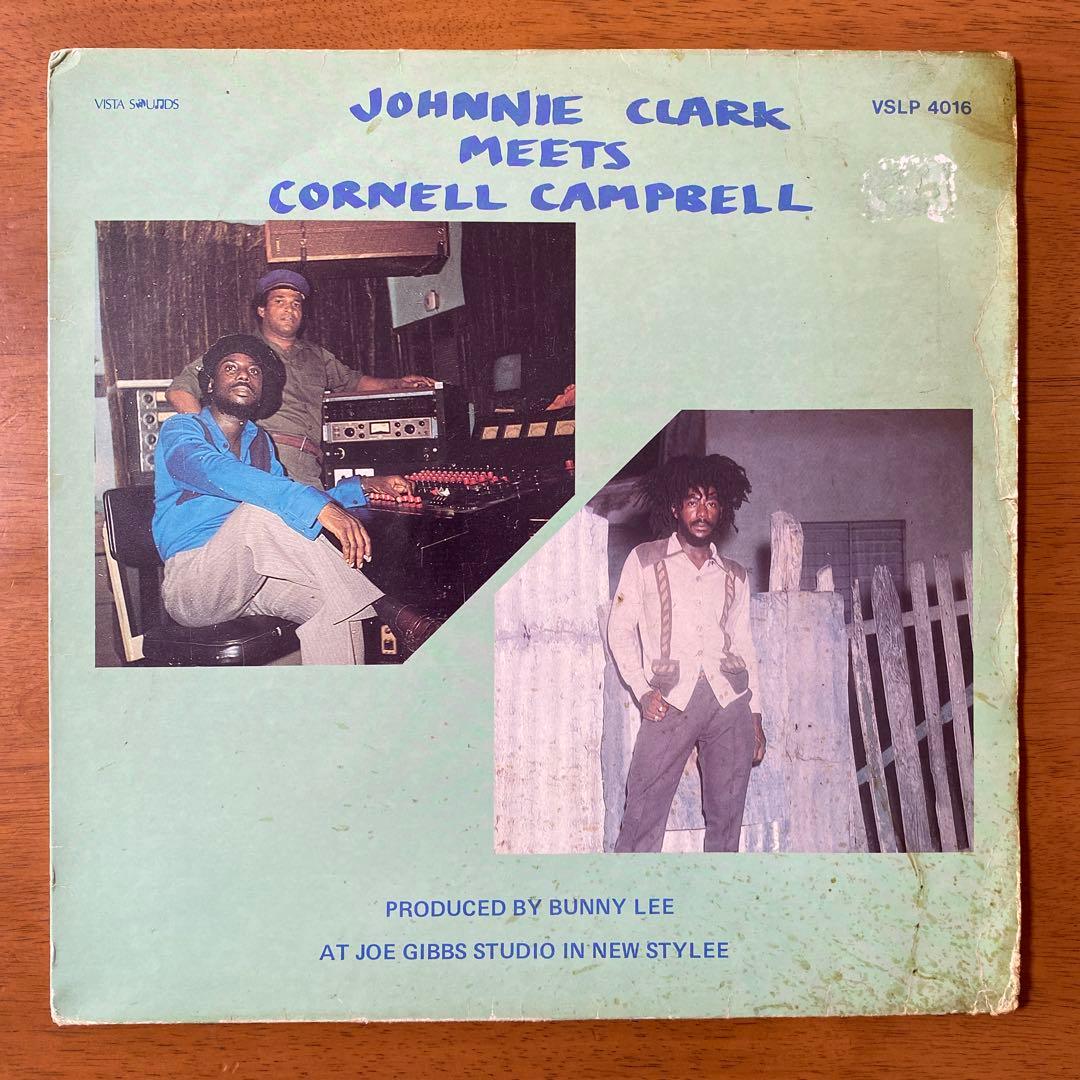 VISTA SOUNDS
JOHNNIE CLARK
MEETS
CORNELL CAMPBELL
VSLP 4016
PRODUCED BY BUNNY LEE
AT JOE GIBBS STUDIO IN NEW STYLEE